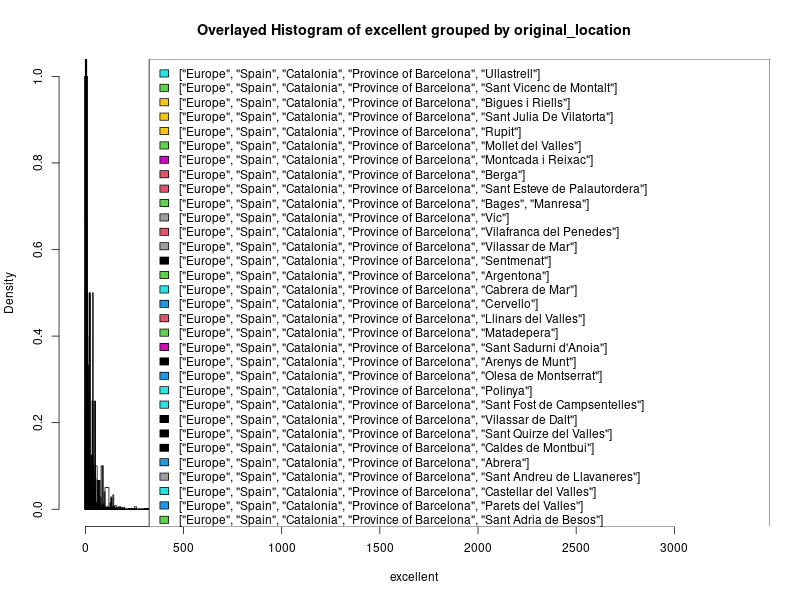 Overlayed Histogram of excellent grouped by original_location
["Europe", "Spain", "Catalonia", "Province of Barcelona", "Ullastrell"]
["Europe", "Spain", "Catalonia", "Province of Barcelona", "Sant Vicenc de Montalt"]
["Europe", "Spain", "Catalonia", "Province of Barcelona", "Bigues i Riells"]
["Europe", "Spain", "Catalonia", "Province of Barcelona", "Sant Julia De Vilatorta"]
["Europe", "Spain", "Catalonia", "Province of Barcelona", "Rupit"]
["Europe", "Spain", "Catalonia", "Province of Barcelona", "Mollet del Valles"]
["Europe", "Spain", "Catalonia", "Province of Barcelona", "Montcada i Reixac"]
["Europe", "Spain", "Catalonia", "Province of Barcelona", "Berga"]
["Europe", "Spain", "Catalonia", "Province of Barcelona", "Sant Esteve de Palautordera"]
["Europe", "Spain", "Catalonia", "Province of Barcelona", "Bages", "Manresa"]
["Europe", "Spain", "Catalonia", "Province of Barcelona", "Vic"]
["Europe", "Spain", "Catalonia", "Province of Barcelona", "Vilafranca del Penedes"]
["Europe", "Spain", "Catalonia", "Province of Barcelona", "Vilassar de Mar"]
["Europe", "Spain", "Catalonia", "Province of Barcelona", "Sentmenat"]
["Europe", "Spain", "Catalonia", "Province of Barcelona", "Argentona"]
["Europe", "Spain", "Catalonia", "Province of Barcelona", "Cabrera de Mar"]
["Europe", "Spain", "Catalonia", "Province of Barcelona", "Cervello"]
["Europe", "Spain", "Catalonia", "Province of Barcelona", "Llinars del Valles"]
["Europe", "Spain", "Catalonia", "Province of Barcelona", "Matadepera"]
["Europe", "Spain", "Catalonia", "Province of Barcelona", "Sant Sadurni d'Anoia"]
["Europe", "Spain", "Catalonia", "Province of Barcelona", "Arenys de Munt"]
["Europe", "Spain", "Catalonia", "Province of Barcelona", "Olesa de Montserrat"]
["Europe", "Spain", "Catalonia", "Province of Barcelona", "Polinya"]
["Europe", "Spain", "Catalonia", "Province of Barcelona", "Sant Fost de Campsentelles"]
["Europe", "Spain", "Catalonia", "Province of Barcelona", "Vilassar de Dalt"]
["Europe", "Spain", "Catalonia", "Province of Barcelona", "Sant Quirze del Valles"]
["Europe", "Spain", "Catalonia", "Province of Barcelona", "Caldes de Montbui"]
["Europe", "Spain", "Catalonia", "Province of Barcelona", "Abrera"]
["Europe", "Spain", "Catalonia", "Province of Barcelona", "Sant Andreu de Llavaneres"]
["Europe", "Spain", "Catalonia", "Province of Barcelona", "Castellar del Valles"]
["Europe", "Spain", "Catalonia", "Province of Barcelona", "Parets del Valles"]
["Europe", "Spain", "Catalonia", "Province of Barcelona", "Sant Adria de Besos"]
Density
1.0
0.8
0.6
0.4
0.2
0.0
0 500 1000 1500 2000 2500 3000
excellent